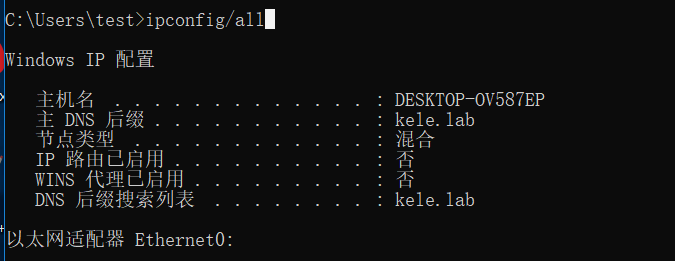 C:\Users\test>ipconfig/all
Windows IP 配置
主机名 . . . . . . . . . . . . . : DESKTOP-OV587EP
主 DNS 后缀 . . . . . . . . . . . : kele.lab
节点类型 . . . . . . . . . . . . : 混合
IP 路由已启用 . . . . . . . . . . : 否
WINS 代理已启用 . . . . . . . . . : 否
DNS 后缀搜索列表 . . . . . . . . : kele.lab
以太网适配器 Ethernet0: